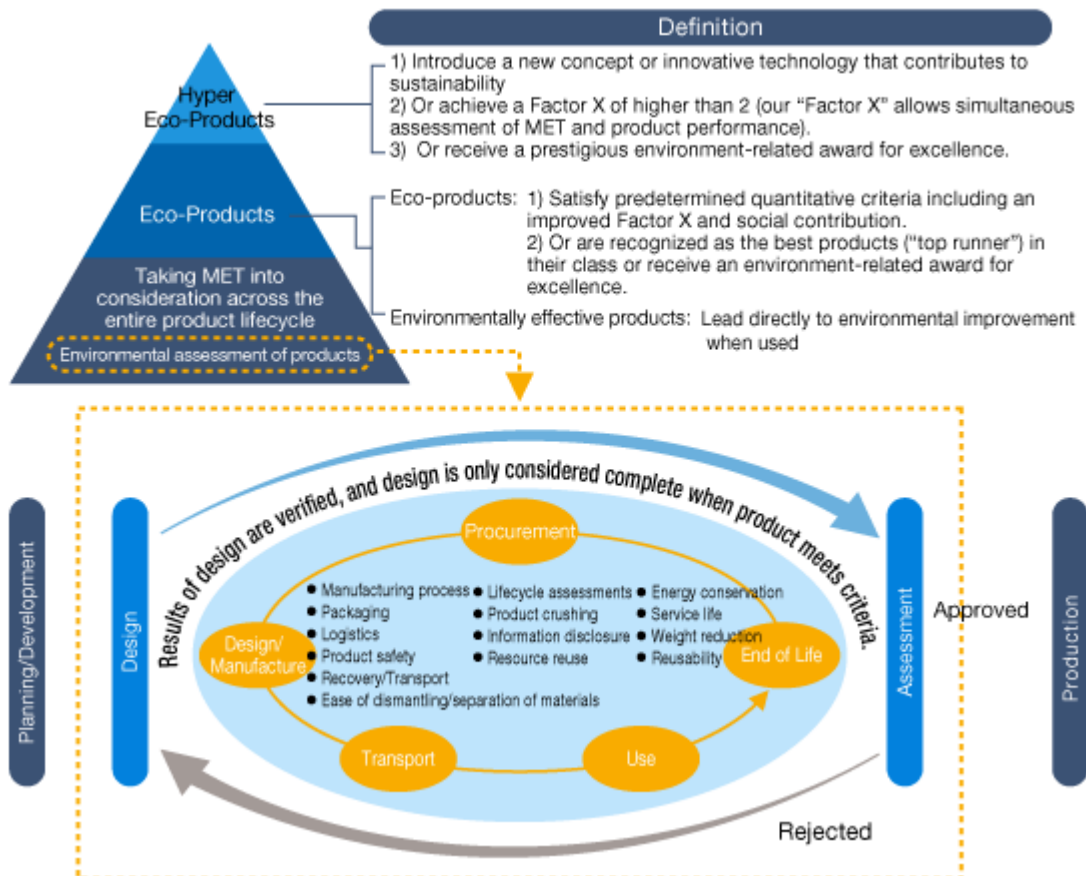 Definition
Hyper
Eco-Products
1) Introduce a new concept or innovative technology that contributes to
sustainability
2) Or achieve a Factor X of higher than 2 (our “Factor X” allows simultaneous
assessment of MET and product performance).
3) Or receive a prestigious environment-related award for excellence.
Eco-Products
Eco-products: 1) Satisfy predetermined quantitative criteria including an
improved Factor X and social contribution.
2) Or are recognized as the best products (“top runner”) in
their class or receive an environment-related award for
excellence.
Environmentally effective products: Lead directly to environmental improvement
when used
Taking MET into
consideration across the
entire product lifecycle
Environmental assessment of products
Planning/Development
Design
Results of design are verified, and design is only considered complete when product meets criteria.
Procurement
Design/
Manufacture
● Manufacturing process
● Packaging
● Logistics
● Product safety
● Recovery/Transport
● Ease of dismantling/separation of materials
● Lifecycle assessments
● Product crushing
● Information disclosure
● Resource reuse
● Energy conservation
● Service life
● Weight reduction
● Reusability
End of Life
Transport
Use
Assessment
Approved
Rejected
Production